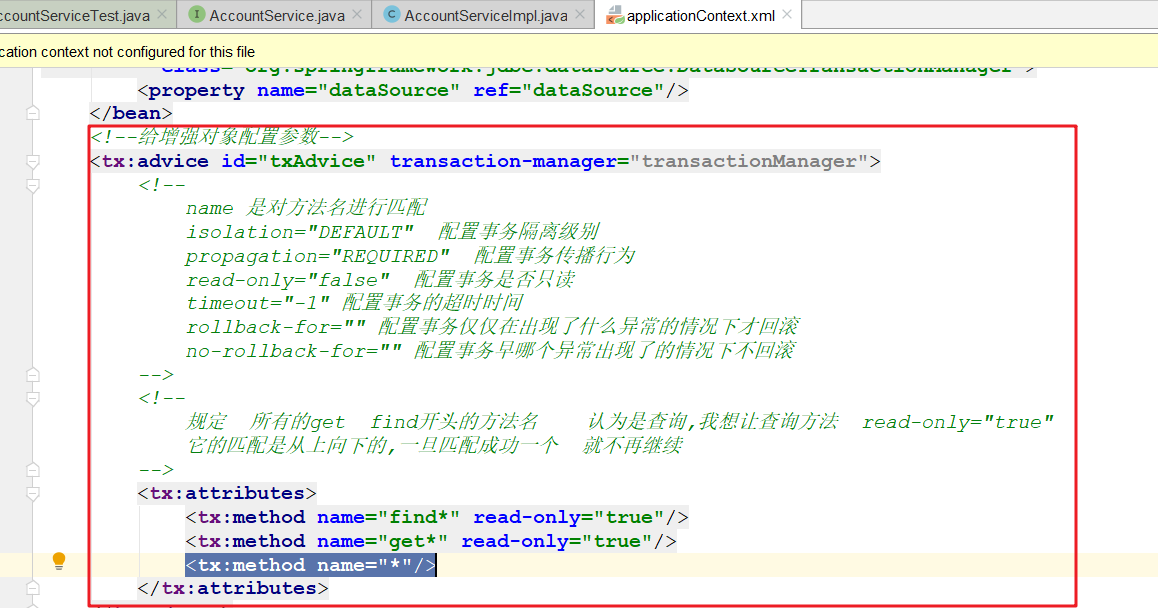 ccountServiceTest.java
AccountService.java
AccountServiceImpl.java
applicationContext.xml
cation context not configured for this file
class="org.springframework.jdbc.datasource.DataSourceTransactionManager">
<property name="dataSource" ref="dataSource"/>
</bean>
<!--给增强对象配置参数-->
<tx:advice id="txAdvice" transaction-manager="transactionManager">
<!--
name 是对方法名进行匹配
isolation="DEFAULT" 配置事务隔离级别
propagation="REQUIRED" 配置事务传播行为
read-only="false" 配置事务是否只读
timeout="-1" 配置事务的超时时间
rollback-for="" 配置事务仅仅在出现了什么异常的情况下才回滚
no-rollback-for="" 配置事务早哪个异常出现了的情况下不回滚
-->
<!--
规定 所有的get find开头的方法名 认为是查询,我想让查询方法 read-only="true"
它的匹配是从上向下的,一旦匹配成功一个 就不再继续
-->
<tx:attributes>
<tx:method name="find*" read-only="true"/>
<tx:method name="get*" read-only="true"/>
<tx:method name="*"/>
</tx:attributes>